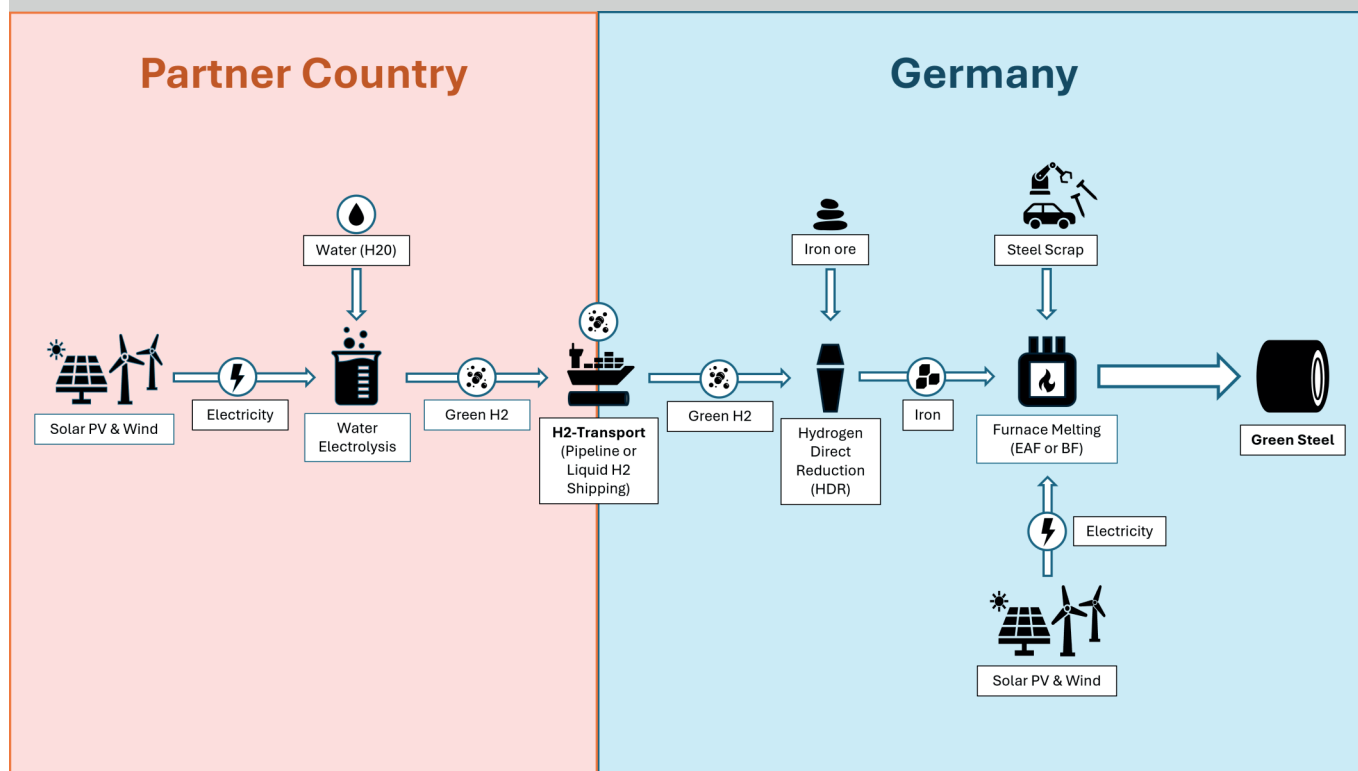 Partner Country
Germany
Water (H20)
Iron ore
Steel Scrap
Solar PV & Wind
Electricity
Water
Electrolysis
Green H2
H2-Transport
(Pipeline or
Liquid H2
Shipping)
Green H2
Hydrogen
Direct
Reduction
(HDR)
Iron
Furnace Melting
(EAF or BF)
Green Steel
Electricity
Solar PV & Wind